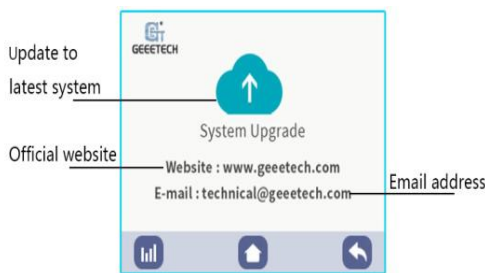 GEEETECH
Update to
latest system
System Upgrade
Official website
Website : www.geeetech.com
E-mail : technical@geeetech.com
Email address